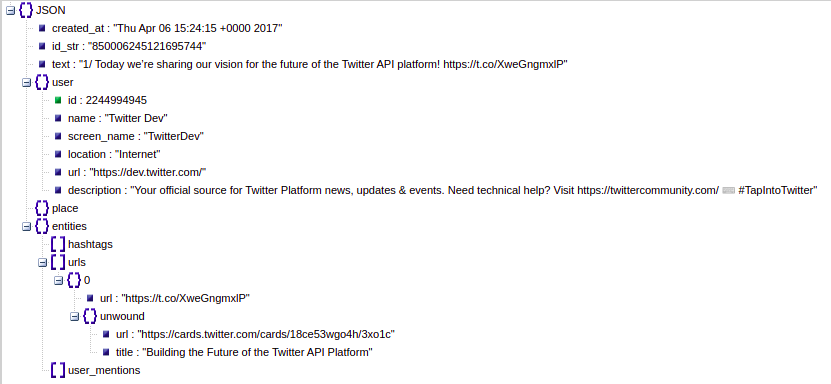 JSON
created_at : "Thu Apr 06 15:24:15 +0000 2017"
id_str : "850006245121695744"
text : "1/ Today we're sharing our vision for the future of the Twitter API platform! https://t.co/XweGngmxlP"
user
id : 2244994945
name : "Twitter Dev"
screen_name : "TwitterDev"
location : "Internet"
url : "https://dev.twitter.com/"
description : "Your official source for Twitter Platform news, updates & events. Need technical help? Visit https://twittercommunity.com/ ⌨️ #TapIntoTwitter"
place
entities
hashtags
urls
0
url : "https://t.co/XweGngmxlP"
unwound
url : "https://cards.twitter.com/cards/18ce53wgo4h/3xo1c"
title : "Building the Future of the Twitter API Platform"
user_mentions